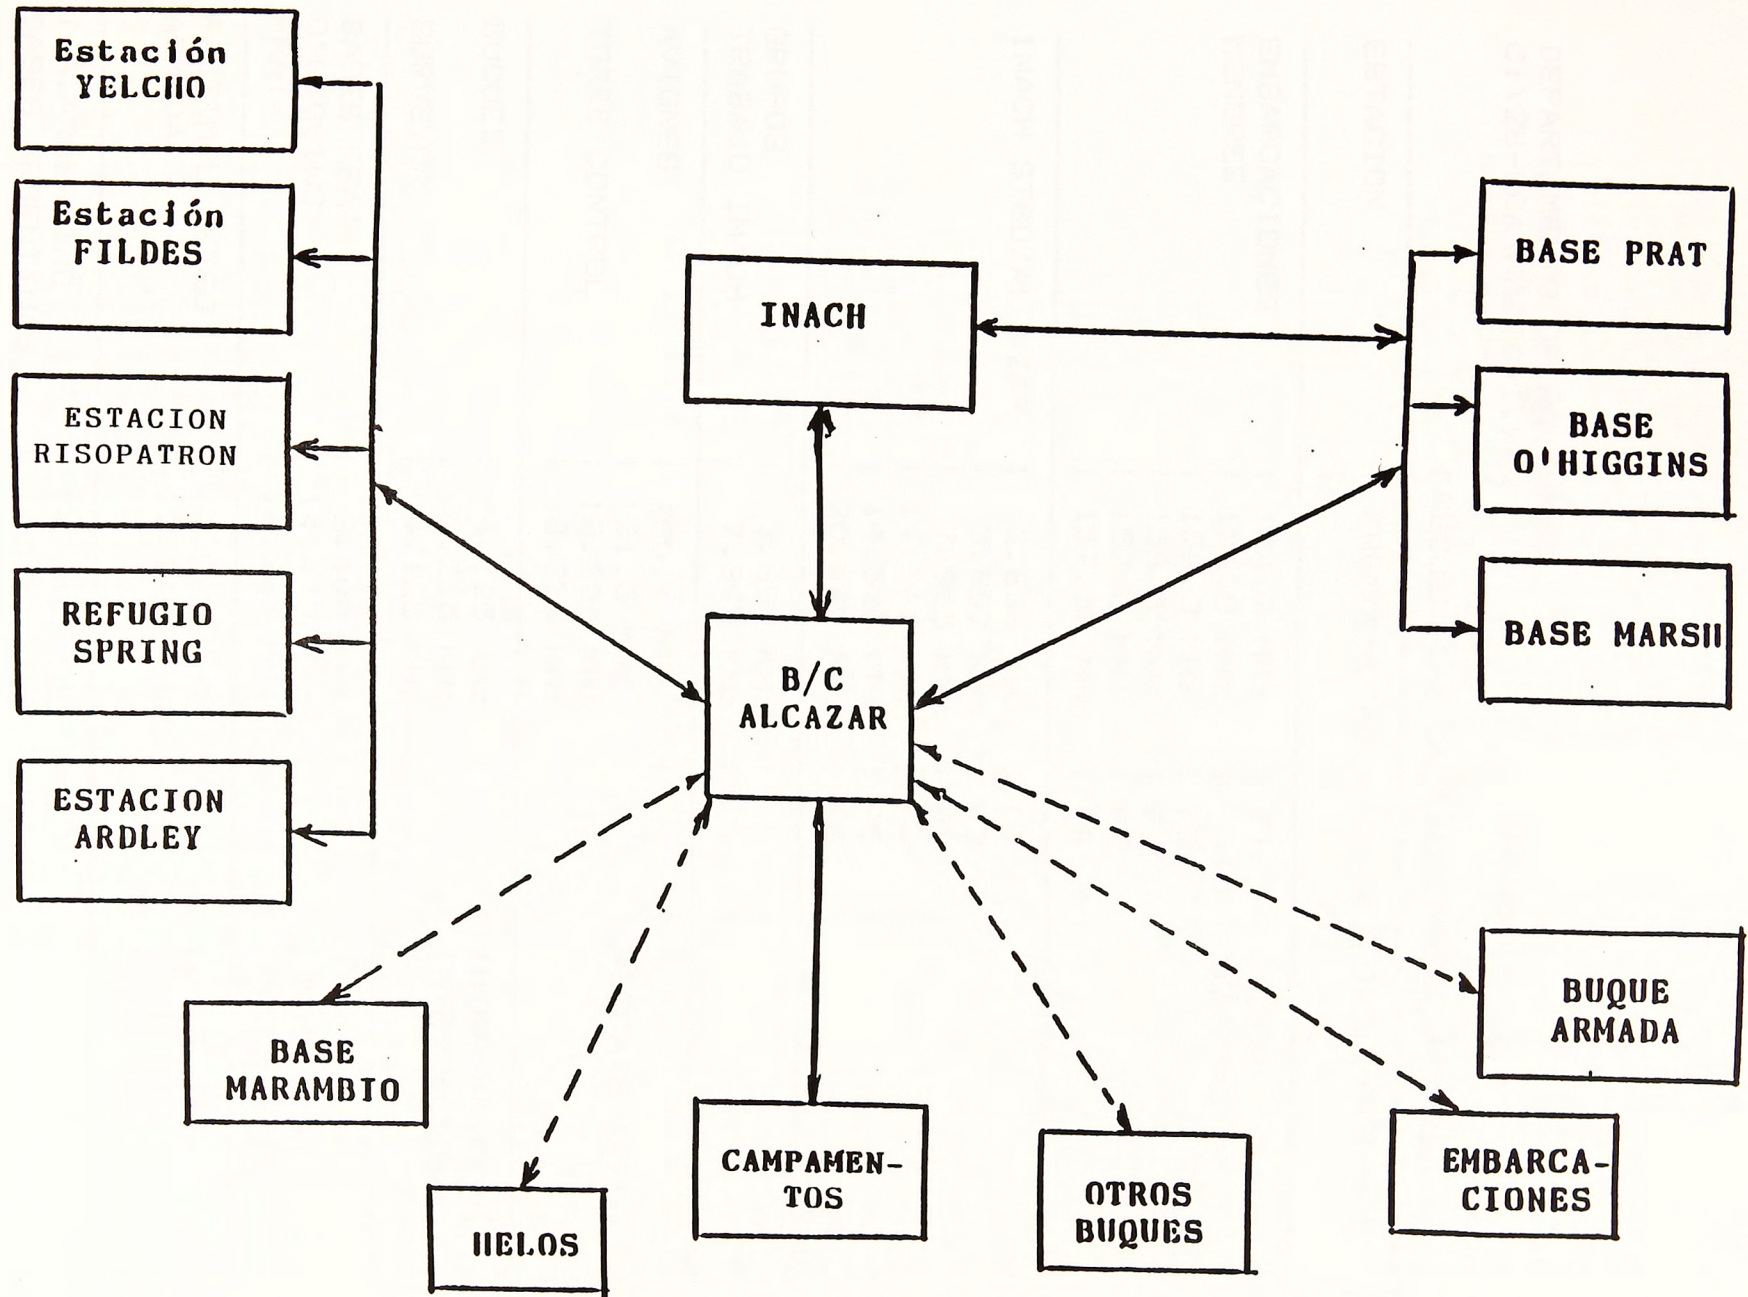 Estación
YELCHO
Estación
FILDES
ESTACION
RISOPATRON
REFUGIO
SPRING
ESTACION
ARDLEY
INACH
B/C
ALCAZAR
BASE PRAT
BASE
O'HIGGINS
BASE MARSH
BASE
MARAMBIO
HELOS
CAMPAMEN-
TOS
OTROS
BUQUES
EMBARCA-
CIONES
BUQUE
ARMADA